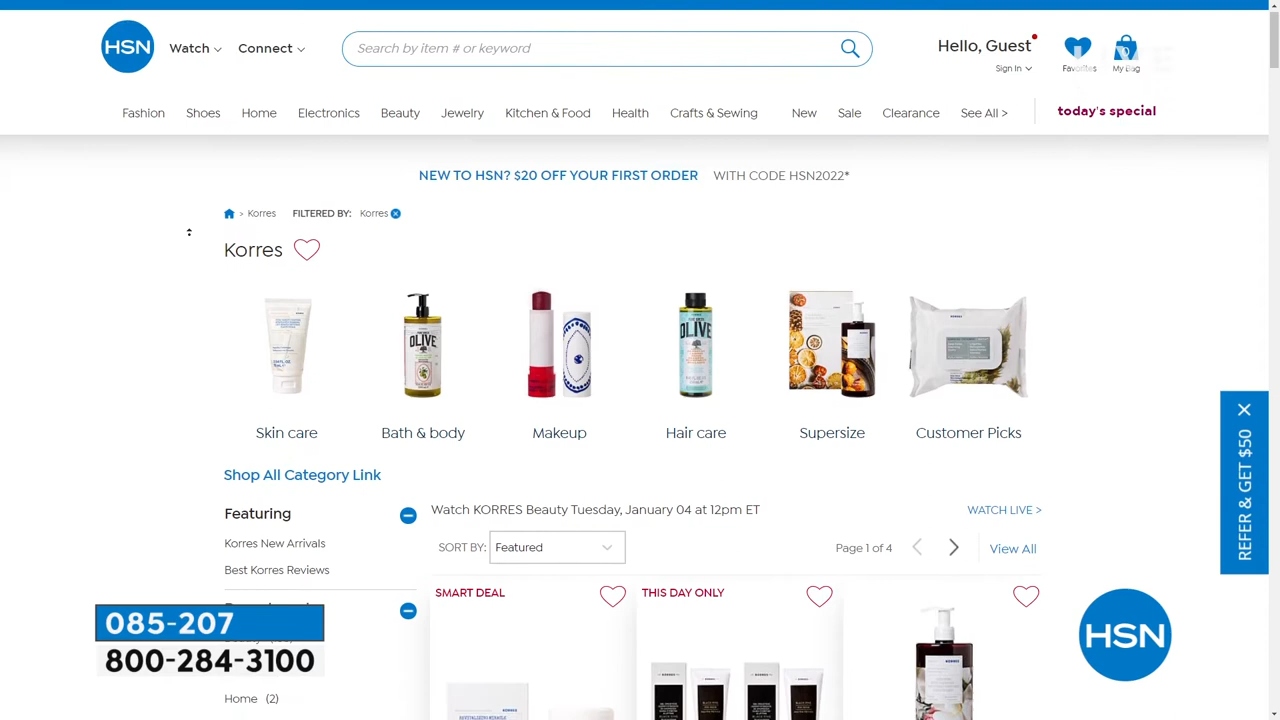 HSN
Watch
Connect
Search by item # or keyword
Hello, Guest
Sign In
Favorites
0
My Bag
Fashion
Shoes
Home
Electronics
Beauty
Jewelry
Kitchen & Food
Health
Crafts & Sewing
New
Sale
Clearance
See All >
today's special
NEW TO HSN? $20 OFF YOUR FIRST ORDER WITH CODE HSN2022*
> Korres FILTERED BY: Korres
Korres
KORRES
OLIVE
OLIVE
Skin care
Bath & body
Makeup
Hair care
Supersize
Customer Picks
Shop All Category Link
REFER & GET $50
Featuring
Korres New Arrivals
Best Korres Reviews
Watch KORRES Beauty Tuesday, January 04 at 12pm ET
WATCH LIVE >
SORT BY: Featured
Page 1 of 4
View All
SMART DEAL
THIS DAY ONLY
085-207
800-284-3100
Home (2)
HSN